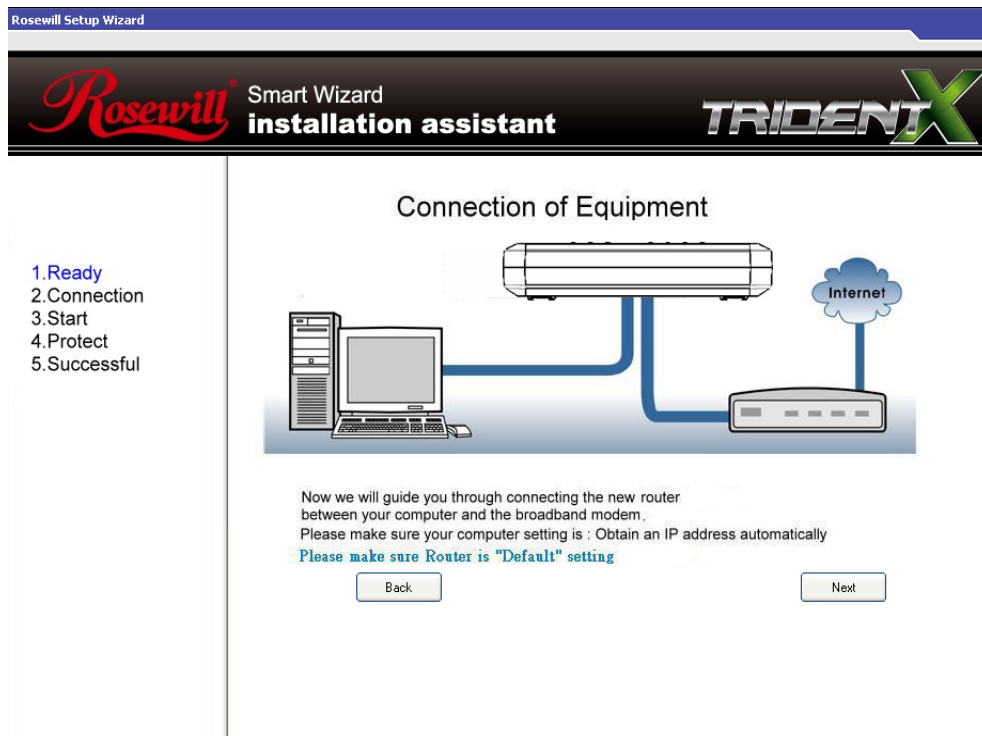 Rosewill Setup Wizard
Rosewill
Smart Wizard
installation assistant
TRIDENTX
1.Ready
2.Connection
3.Start
4.Protect
5.Successful
Connection of Equipment
Internet
Now we will guide you through connecting the new router
between your computer and the broadband modem.
Please make sure your computer setting is : Obtain an IP address automatically
Please make sure Router is "Default" setting
Back
Next